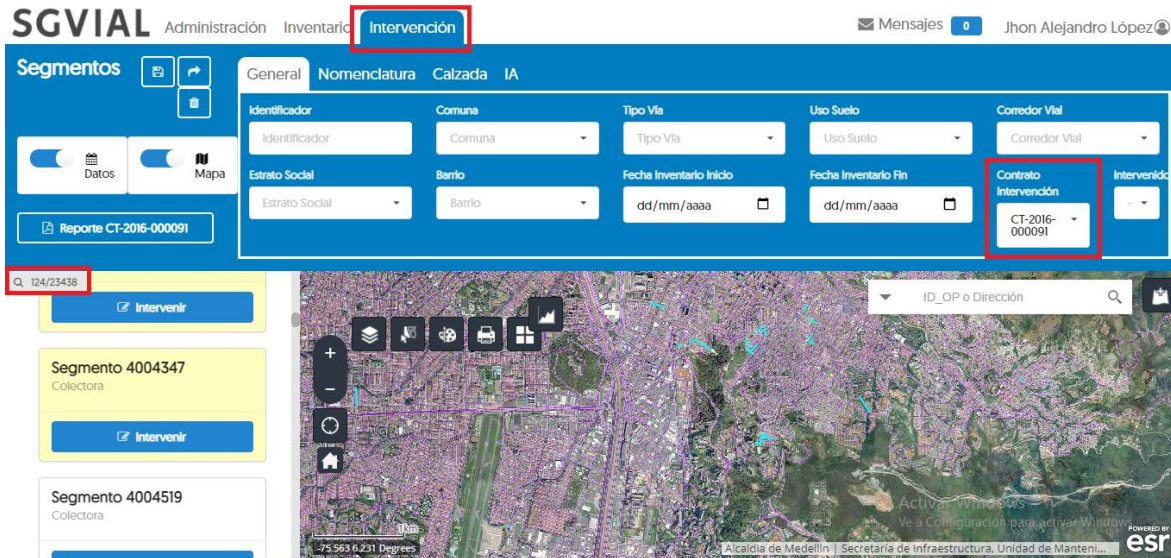 SGVIAL Administración Inventario Intervención Mensajes 0 Jhon Alejandro López
Segmentos
General Nomenclatura Calzada IA
Identificador Comuna Tipo Vía Uso Suelo Corredor Vial
Identificador Comuna Tipo Vía Uso Suelo Corredor Vial
Datos Mapa
Estrato Social Barrio Fecha Inventario Inicio Fecha Inventario Fin Contrato Intervención Intervenido
Estrato Social Barrio dd/mm/aaaa dd/mm/aaaa CT-2016-000091 -
Reporte CT-2016-000091
124/23438
ID_OP o Dirección
Intervenir
+
Segmento 4004347
Colectora
−
Intervenir
Segmento 4004519
Colectora
Activar Windows
Ve a Configuración para activar Windows
1km
-75.563 6.231 Degrees
Alcaldía de Medellín | Secretaría de Infraestructura, Unidad de Manteni...
POWERED BY
esri